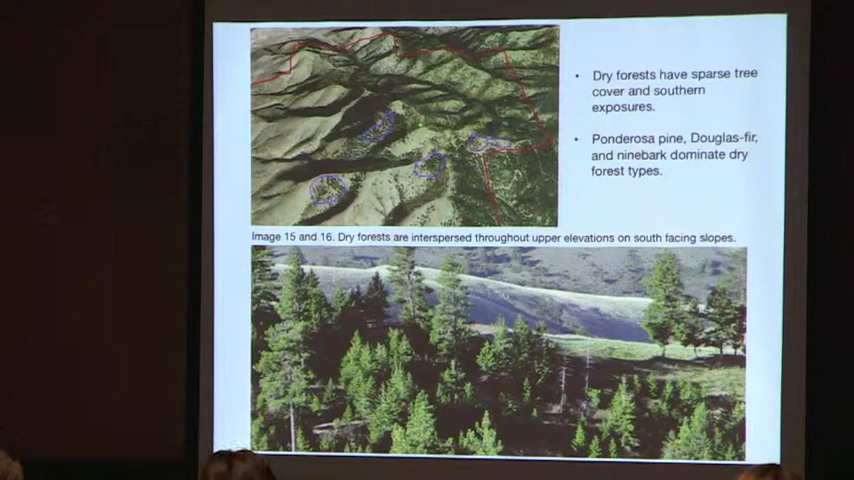 • Dry forests have sparse tree
cover and southern
exposures.
• Ponderosa pine, Douglas-fir,
and ninebark dominate dry
forest types.
Image 15 and 16. Dry forests are interspersed throughout upper elevations on south facing slopes.